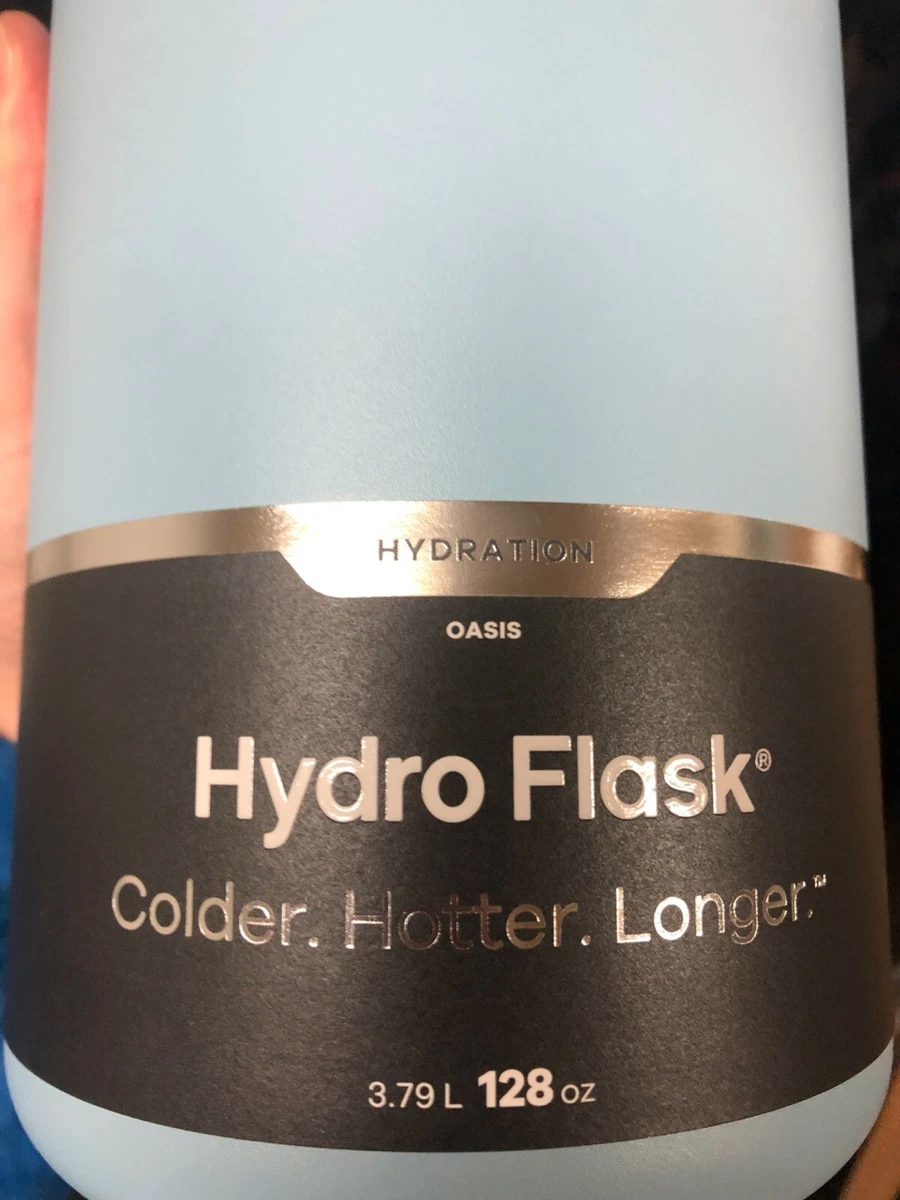 HYDRATION
OASIS
Hydro Flask®
Colder. Hotter. Longer.™
3.79 L 128 oz